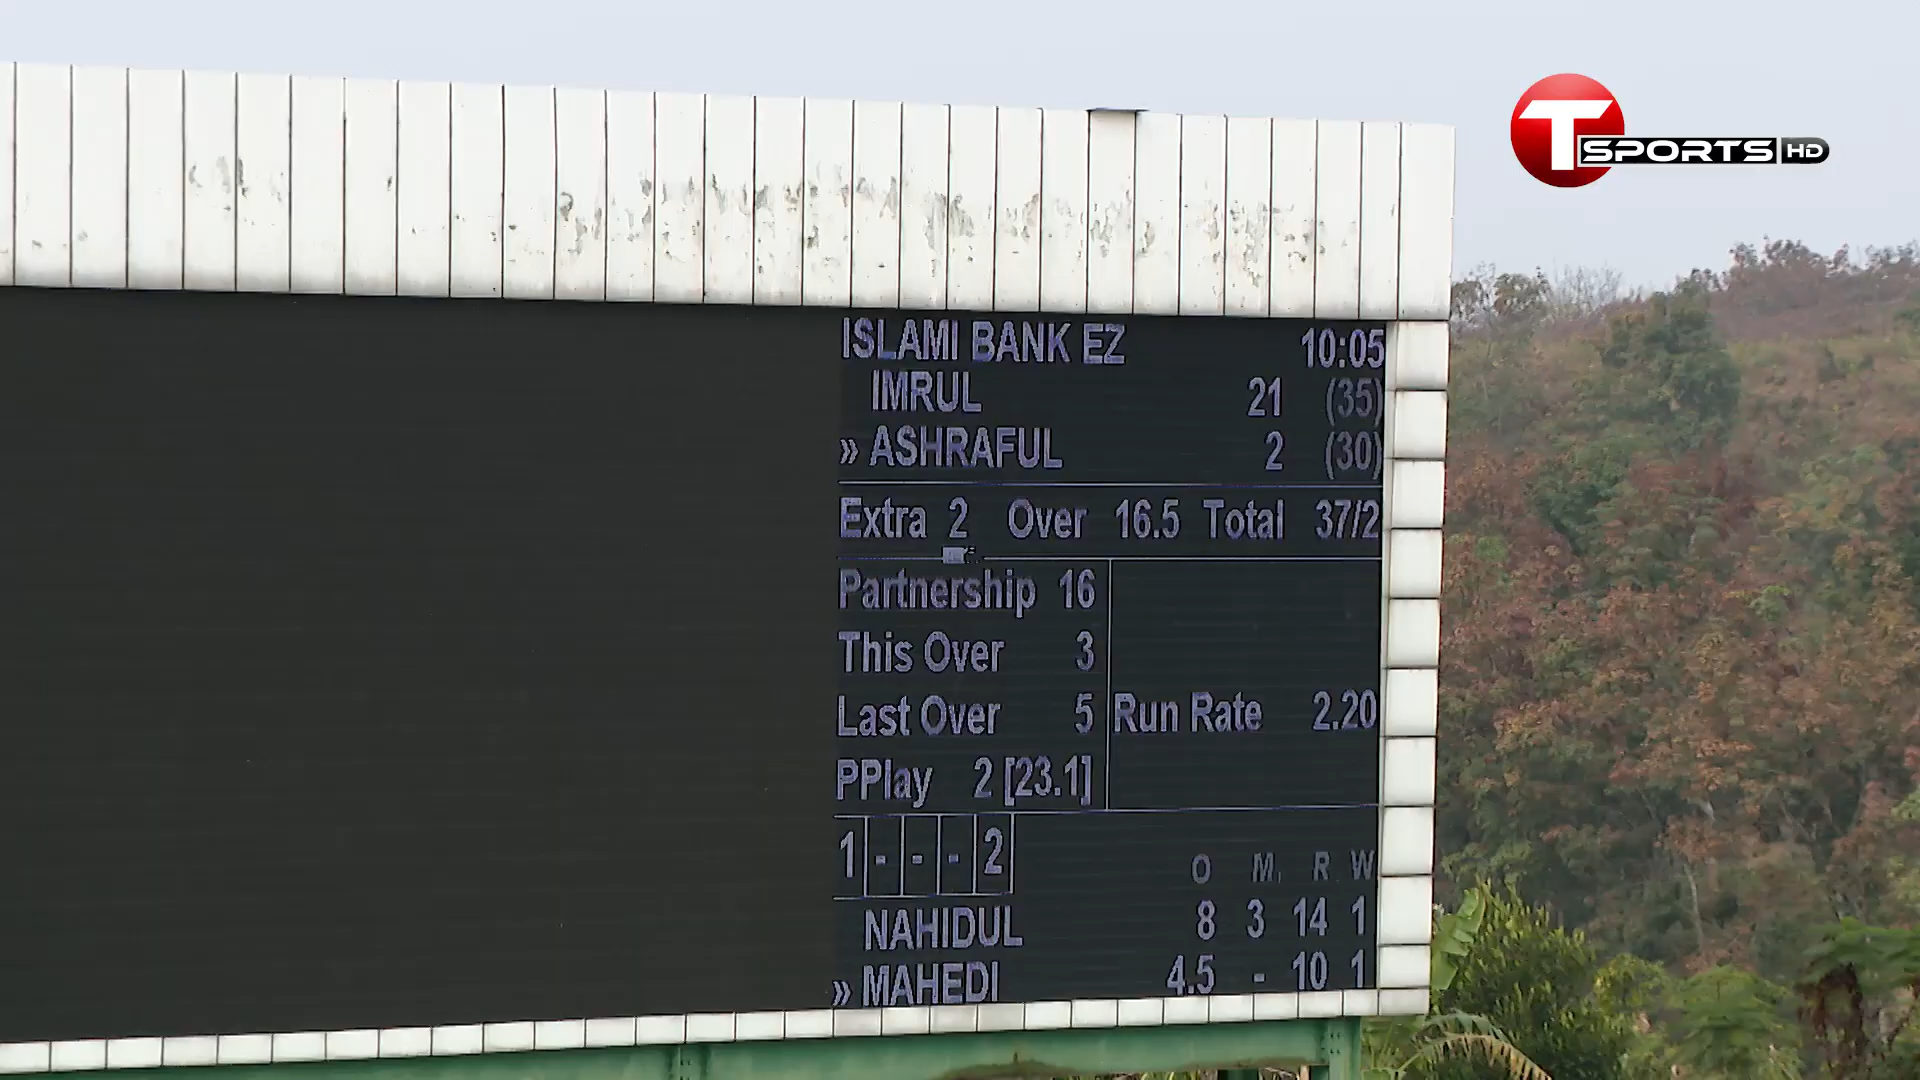 T SPORTS HD
ISLAMI BANK EZ 10:05
IMRUL 21 (35)
» ASHRAFUL 2 (30)
Extra 2 Over 16.5 Total 37/2
Partnership 16
This Over 3
Last Over 5 Run Rate 2.20
PPlay 2 [23.1]
1 - - - 2
O M R W
NAHIDUL 8 3 14 1
» MAHEDI 4.5 - 10 1